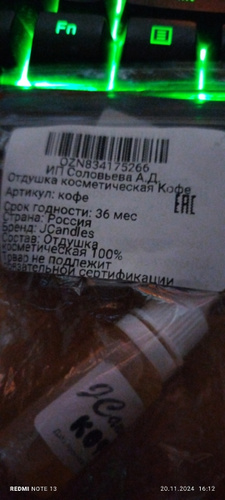 Fn
OZN834175266
ИП Соловьева А.Д.
Отдушка косметическая Кофе
Артикул: кофе
EAC
Срок годности: 36 мес
Страна: Россия
Бренд: JCandles
Состав: Отдушка
косметическая 100%
Товар не подлежит
обязательной сертификации
REDMI NOTE 13
20.11.2024 16:12